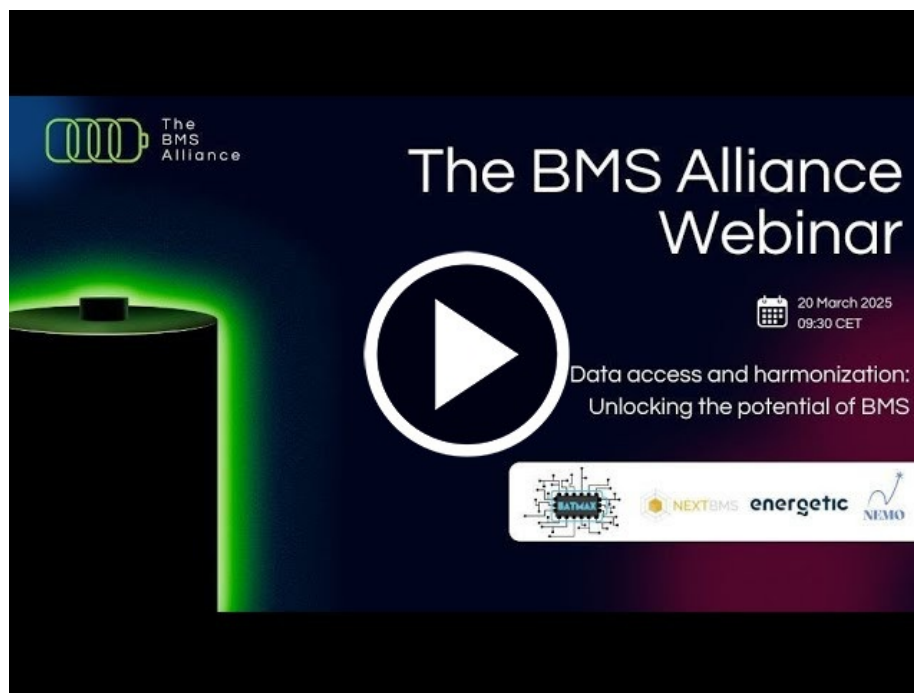 The
BMS
Alliance
The BMS Alliance
Webinar
20 March 2025
09:30 CET
Data access and harmonization:
Unlocking the potential of BMS
BATMAX
NEXTBMS
energetic
NEMO